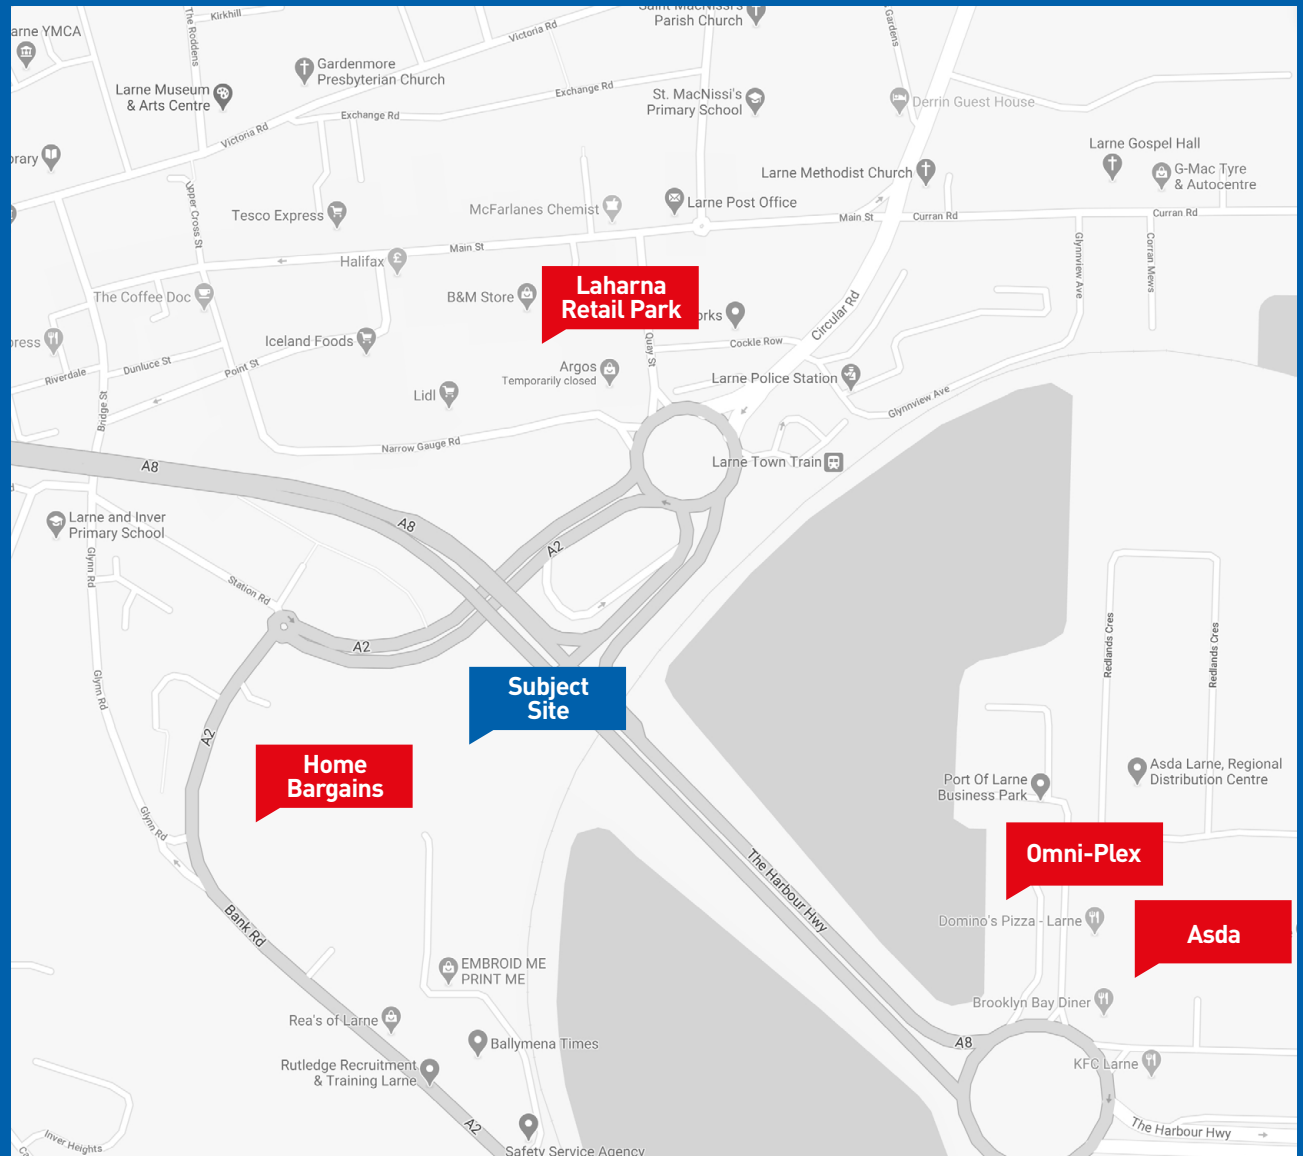 Kirkhill
The Roddens
arne YMCA
Victoria Rd
Saint MacNissi's
Parish Church
Gardens
Gardenmore
Presbyterian Church
Larne Museum
& Arts Centre
Exchange Rd
Exchange Rd
St. MacNissi's
Primary School
Derrin Guest House
Victoria Rd
Larne Gospel Hall
G-Mac Tyre
& Autocentre
Larne Methodist Church
brary
Upper Cross St
Tesco Express
McFarlanes Chemist
Larne Post Office
Main St
Curran Rd
Curran Rd
Main St
Halifax
Glynnview Ave
Corran Mews
The Coffee Doc
B&M Store
Laharna
Retail Park
orks
Circular Rd
press
Iceland Foods
Quay St
Cockle Row
Riverdale
Dunluce St
Point St
Argos
Temporarily closed
Larne Police Station
Lidl
Bridge St
Glynnview Ave
Narrow Gauge Rd
A8
Larne Town Train
Larne and Inver
Primary School
A8
A2
Glynn Rd
Station Rd
A2
Redlands Cres
Redlands Cres
Glynn Rd
Subject
Site
A2
Home
Bargains
Asda Larne, Regional
Distribution Centre
Port Of Larne
Business Park
Glynn Rd
The Harbour Hwy
Omni-Plex
Domino's Pizza - Larne
Asda
Bank Rd
EMBROID ME
PRINT ME
Brooklyn Bay Diner
Rea's of Larne
Ballymena Times
A8
KFC Larne
Rutledge Recruitment
& Training Larne
A2
The Harbour Hwy
Inver Heights
Safety Service Agency